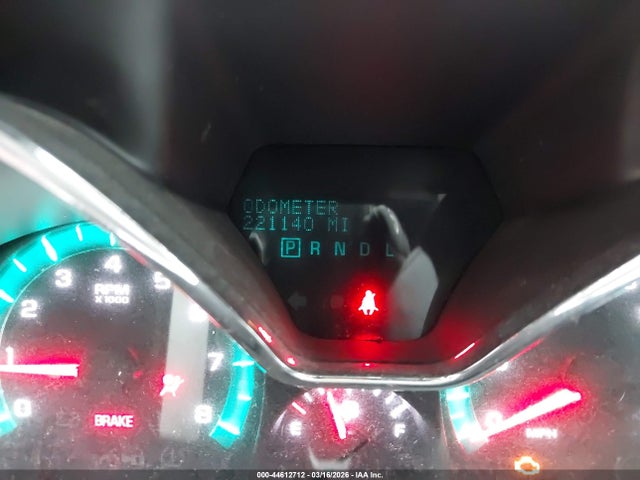 ODOMETER
221140 MI
P R N D L
0 1 2 3 4 5 7 8
RPM
X1000
BRAKE
E F
MPH
000-44612712 - 03/16/2026 - IAA Inc.